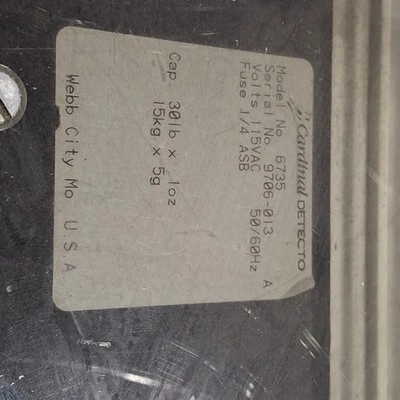 Cardinal DETECTO
Model No 6735 A
Serial No 9706-013
Volts 115VAC 50/60Hz
Fuse 1/4 ASB
Cap. 30lb x 1oz
15kg x 5g
Webb City Mo U.S.A